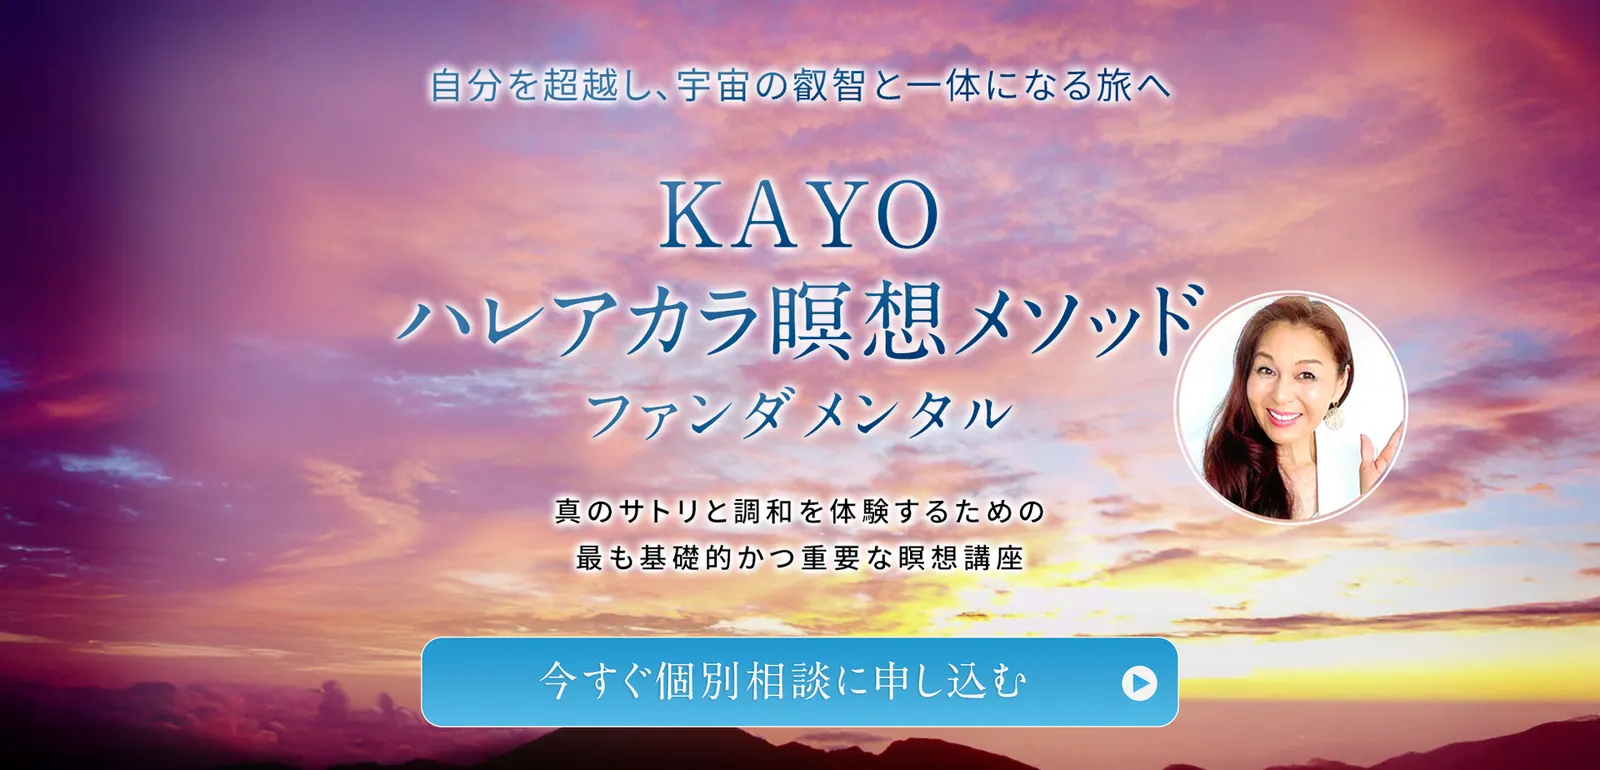 自分を超越し、宇宙の叡智と一体になる旅へ
KAYO
ハレアカラ瞑想メソッド
ファンダメンタル
真のサトリと調和を体験するための
最も基礎的かつ重要な瞑想講座
今すぐ個別相談に申し込む